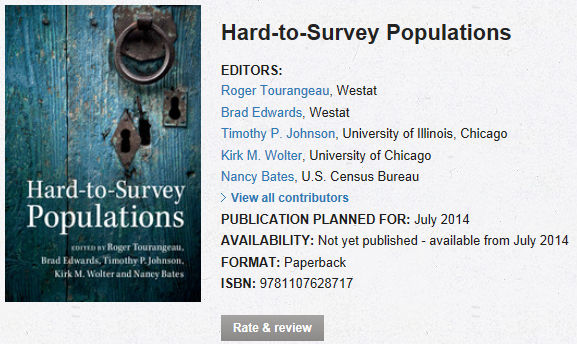 Hard-to-Survey
Populations
EDITED BY Roger Tourangeau,
Brad Edwards, Timothy P. Johnson,
Kirk M. Wolter and Nancy Bates
Hard-to-Survey Populations
EDITORS:
Roger Tourangeau, Westat
Brad Edwards, Westat
Timothy P. Johnson, University of Illinois, Chicago
Kirk M. Wolter, University of Chicago
Nancy Bates, U.S. Census Bureau
View all contributors
PUBLICATION PLANNED FOR: July 2014
AVAILABILITY: Not yet published - available from July 2014
FORMAT: Paperback
ISBN: 9781107628717
Rate & review